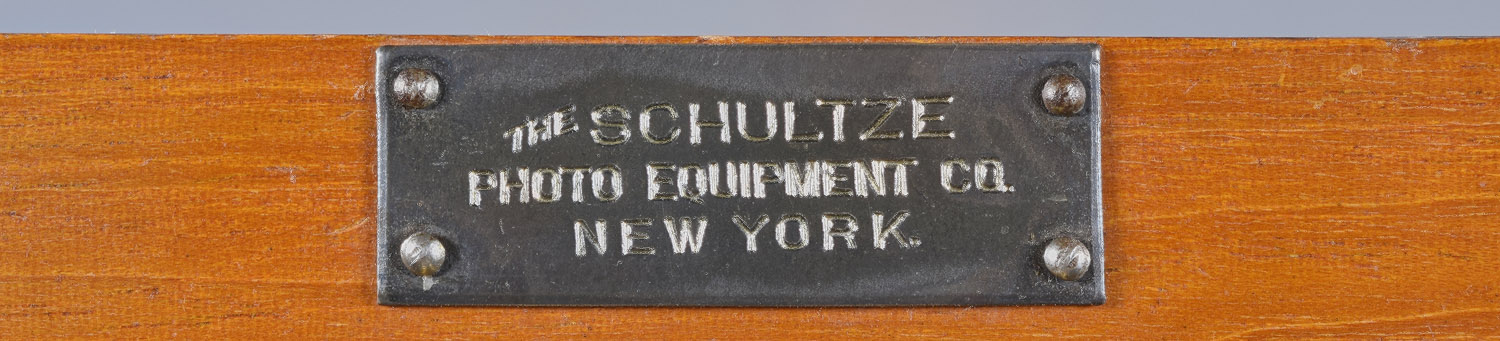 THE SCHULTZE
PHOTO EQUIPMENT CO.
NEW YORK.